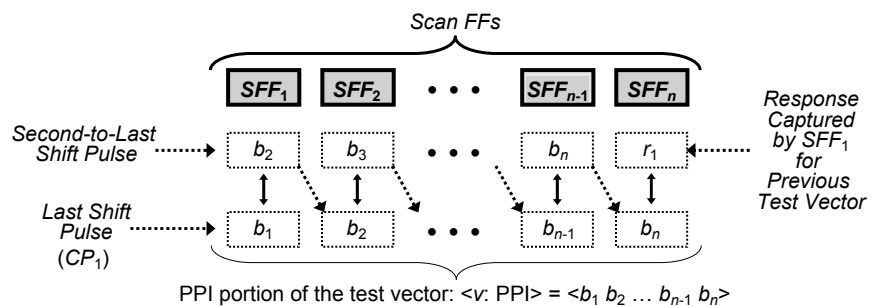 Scan FFs
SFF1 SFF2 • • • SFFn-1 SFFn
Second-to-Last
Shift Pulse
b2 b3 • • • bn r1
Response
Captured
by SFF1
for
Previous
Test Vector
Last Shift
Pulse
(CP1)
b1 b2 • • • bn-1 bn
PPI portion of the test vector: <v: PPI> = <b1 b2 … bn-1 bn>